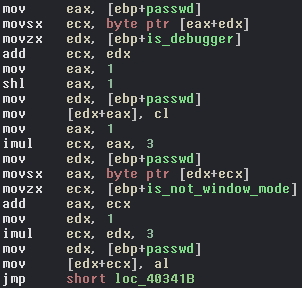 mov eax, [ebp+passwd]
movsx ecx, byte ptr [eax+edx]
movzx edx, [ebp+is_debugger]
add ecx, edx
mov eax, 1
shl eax, 1
mov edx, [ebp+passwd]
mov [edx+eax], cl
mov eax, 1
imul ecx, eax, 3
mov edx, [ebp+passwd]
movsx eax, byte ptr [edx+ecx]
movzx ecx, [ebp+is_not_window_mode]
add eax, ecx
mov edx, 1
imul ecx, edx, 3
mov edx, [ebp+passwd]
mov [edx+ecx], al
jmp short loc_40341B